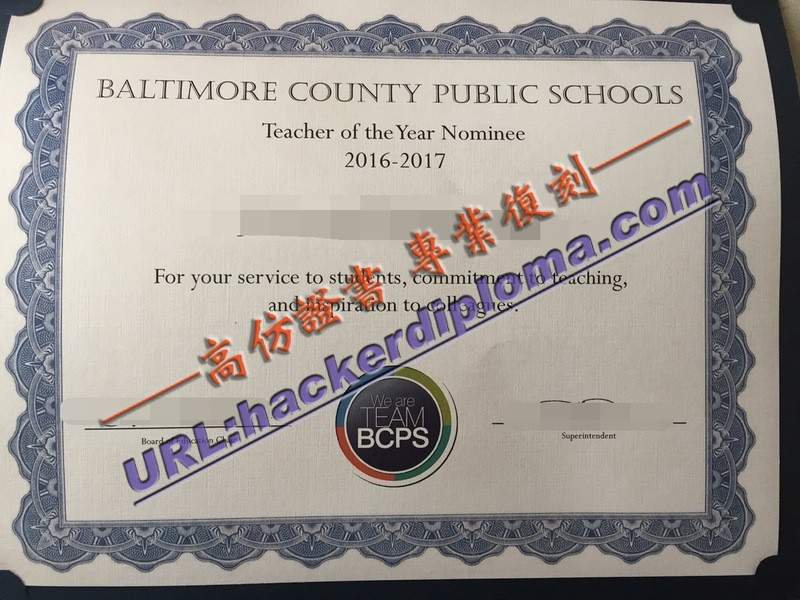 BALTIMORE COUNTY PUBLIC SCHOOLS
Teacher of the Year Nominee
2016-2017
For your service to students, commitment to teaching,
and inspiration to colleagues.
——高仿證書 專業復刻——
URL:hackerdiploma.com
We are
TEAM
BCPS
Board of Education Chair
Superintendent